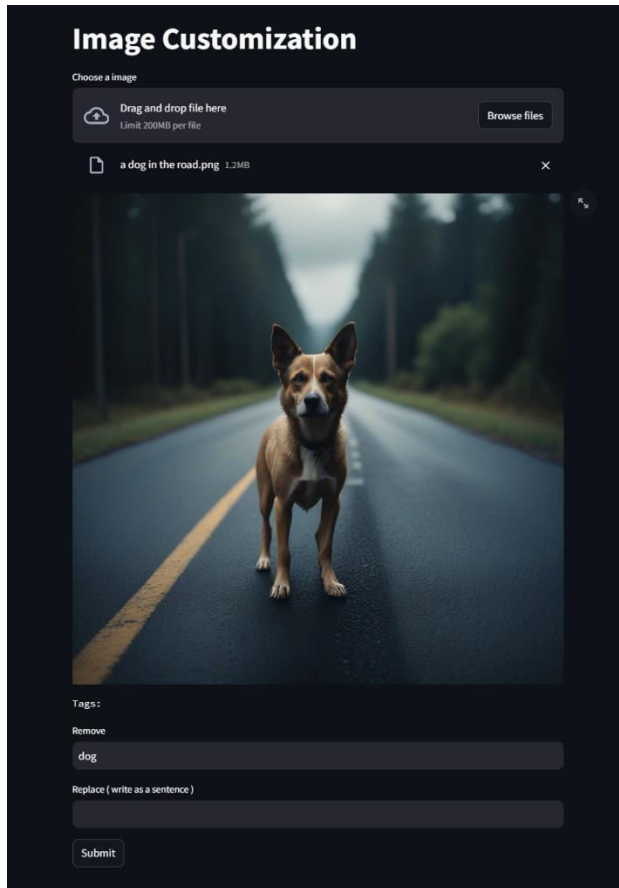 Image Customization
Choose a image
Drag and drop file here
Limit 200MB per file
Browse files
a dog in the road.png 1.2MB
Tags:
Remove
dog
Replace ( write as a sentence )
Submit